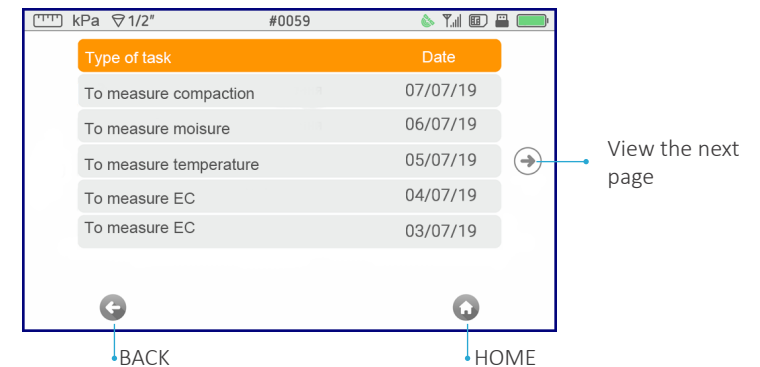 kPa 1/2" #0059
Type of task Date
To measure compaction 07/07/19
To measure moisure 06/07/19
To measure temperature 05/07/19
To measure EC 04/07/19
To measure EC 03/07/19
View the next
page
BACK HOME